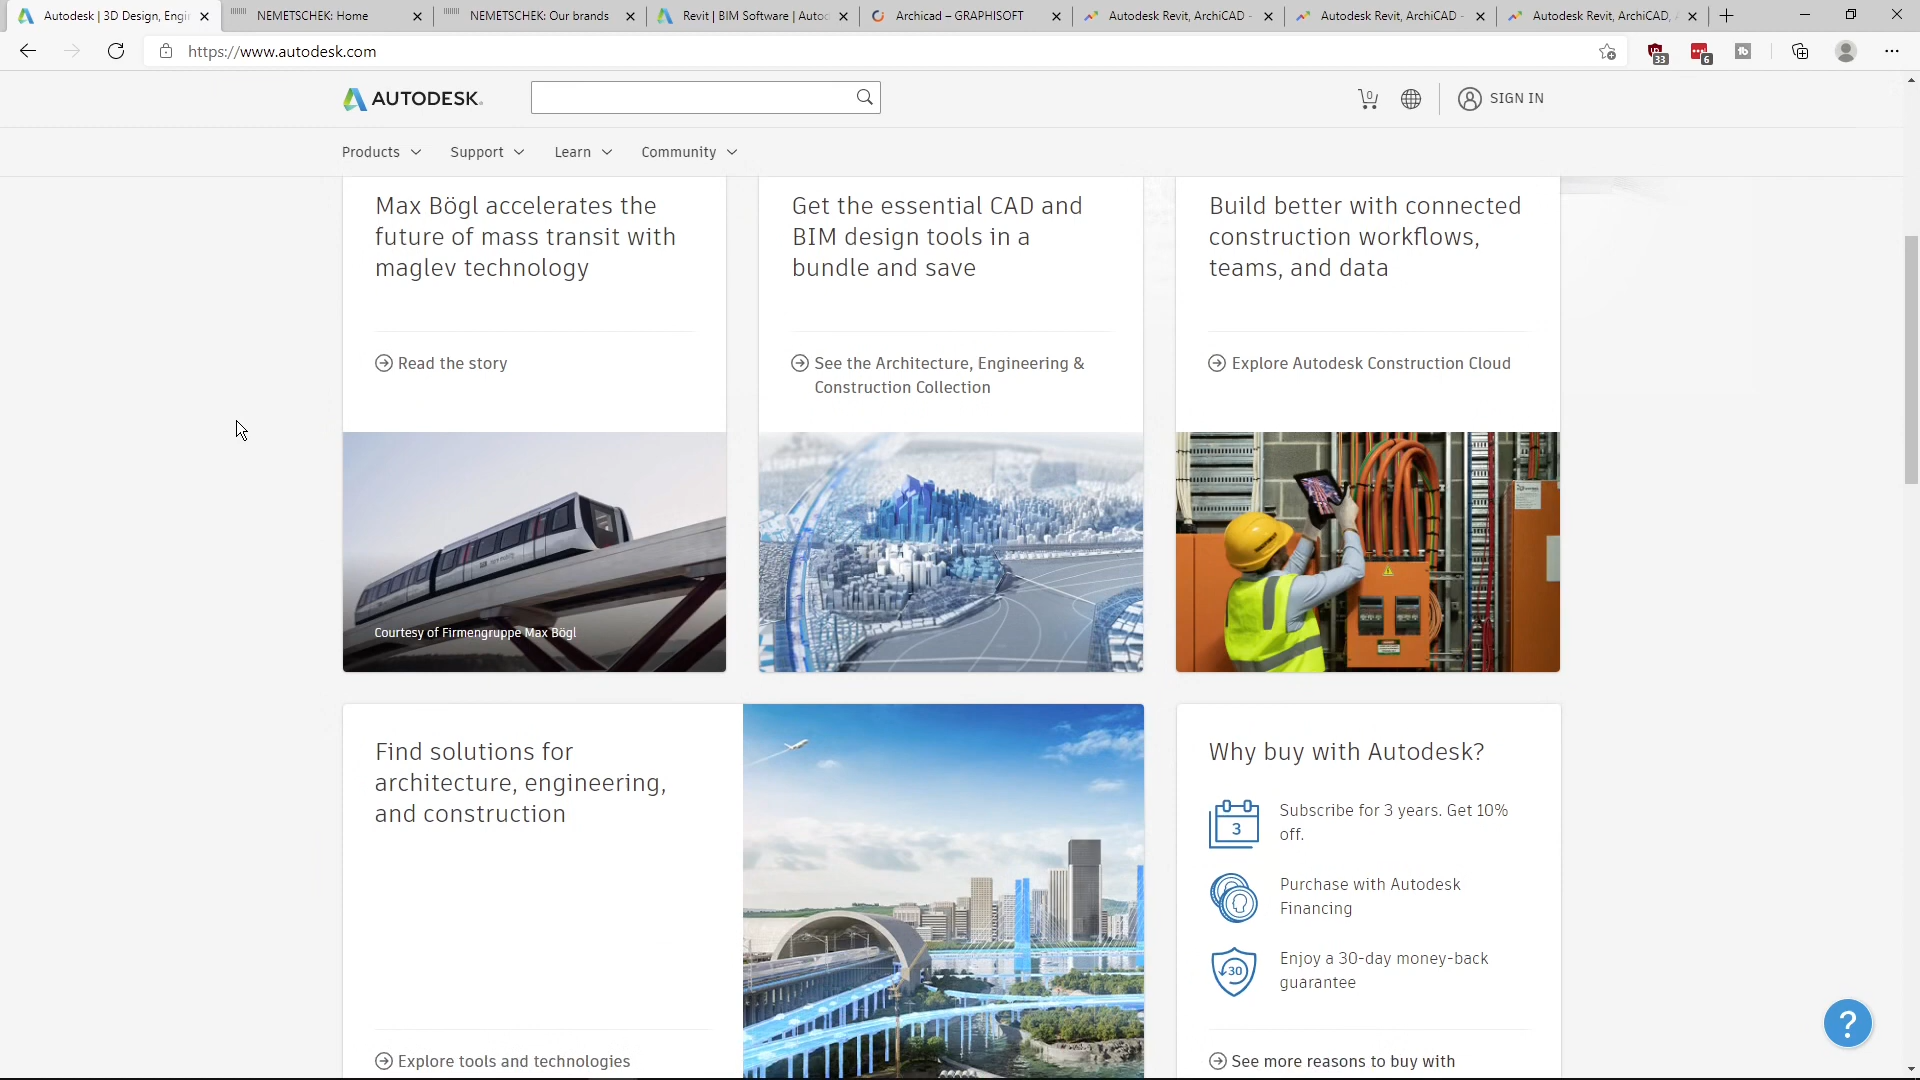 Autodesk | 3D Design, Engi
NEMETSCHEK: Home
NEMETSCHEK: Our brands
Revit | BIM Software | Autod
Archicad – GRAPHISOFT
Autodesk Revit, ArchiCAD -
Autodesk Revit, ArchiCAD -
Autodesk Revit, ArchiCAD,
https://www.autodesk.com
33
6
AUTODESK
0
SIGN IN
Products
Support
Learn
Community
Max Bögl accelerates the
future of mass transit with
maglev technology
Read the story
Courtesy of Firmengruppe Max Bögl
Get the essential CAD and
BIM design tools in a
bundle and save
See the Architecture, Engineering &
Construction Collection
Build better with connected
construction workflows,
teams, and data
Explore Autodesk Construction Cloud
Find solutions for
architecture, engineering,
and construction
Explore tools and technologies
Why buy with Autodesk?
3
Subscribe for 3 years. Get 10%
off.
Purchase with Autodesk
Financing
30
Enjoy a 30-day money-back
guarantee
See more reasons to buy with
?